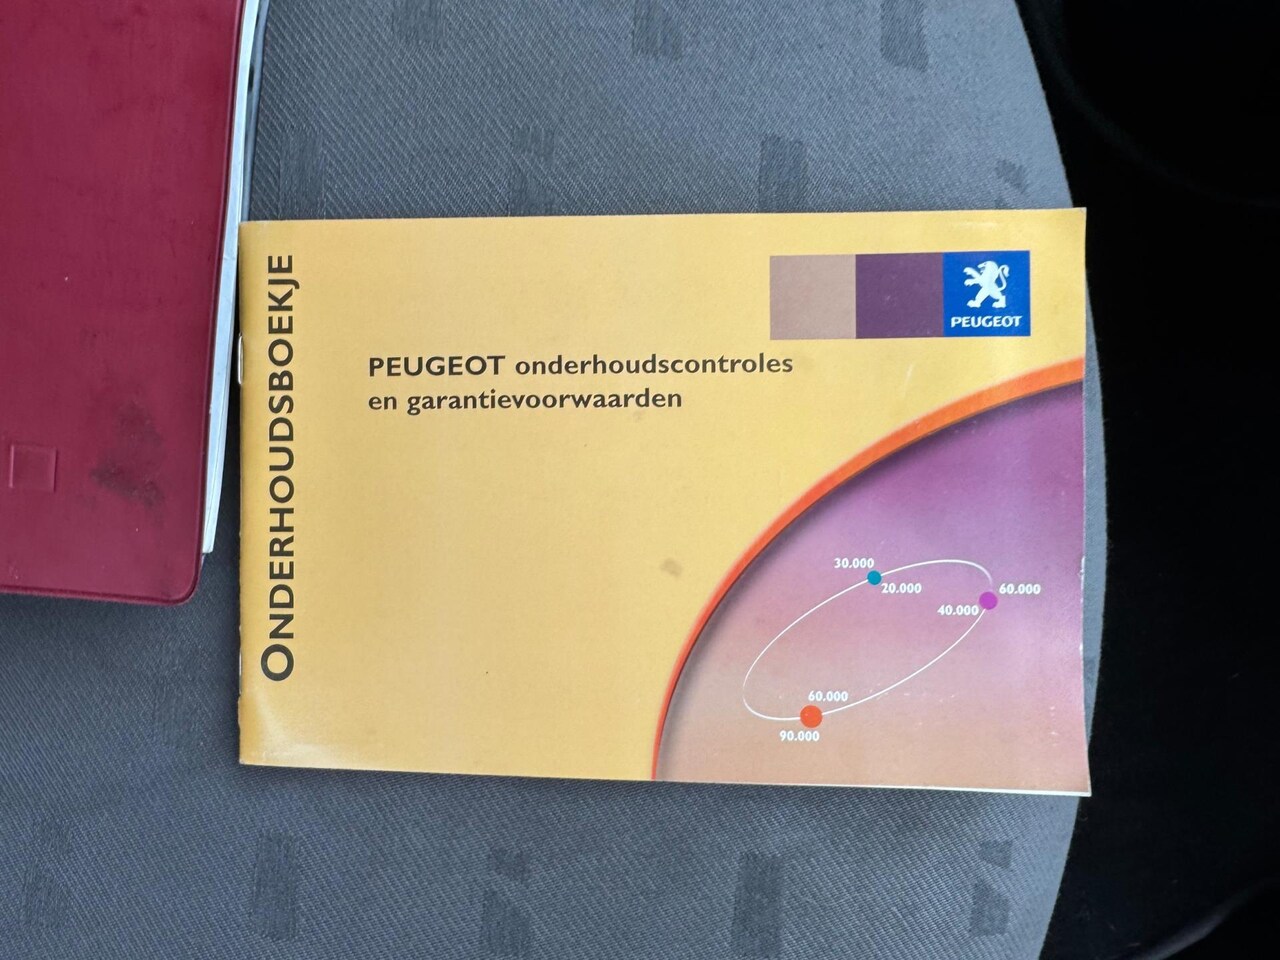 ONDERHOUDSBOEKJE
PEUGEOT
PEUGEOT onderhoudscontroles
en garantievoorwaarden
30.000
20.000
60.000
40.000
60.000
90.000